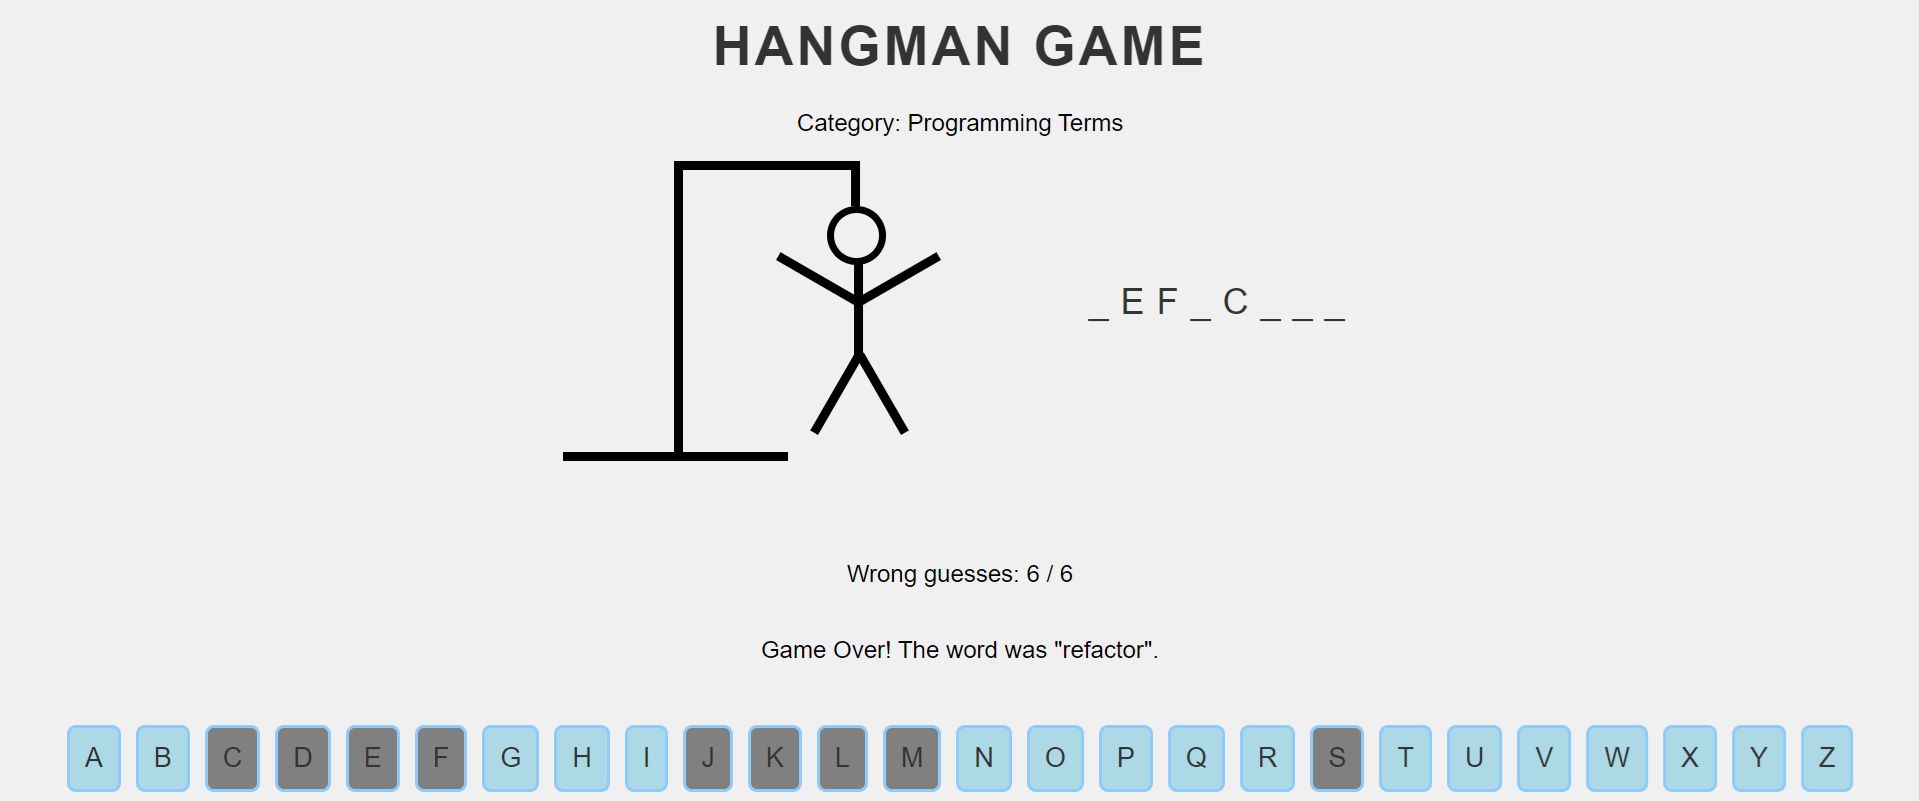 HANGMAN GAME
Category: Programming Terms
_ E F _ C _ _ _
Wrong guesses: 6 / 6
Game Over! The word was "refactor".
A B C D E F G H I J K L M N O P Q R S T U V W X Y Z